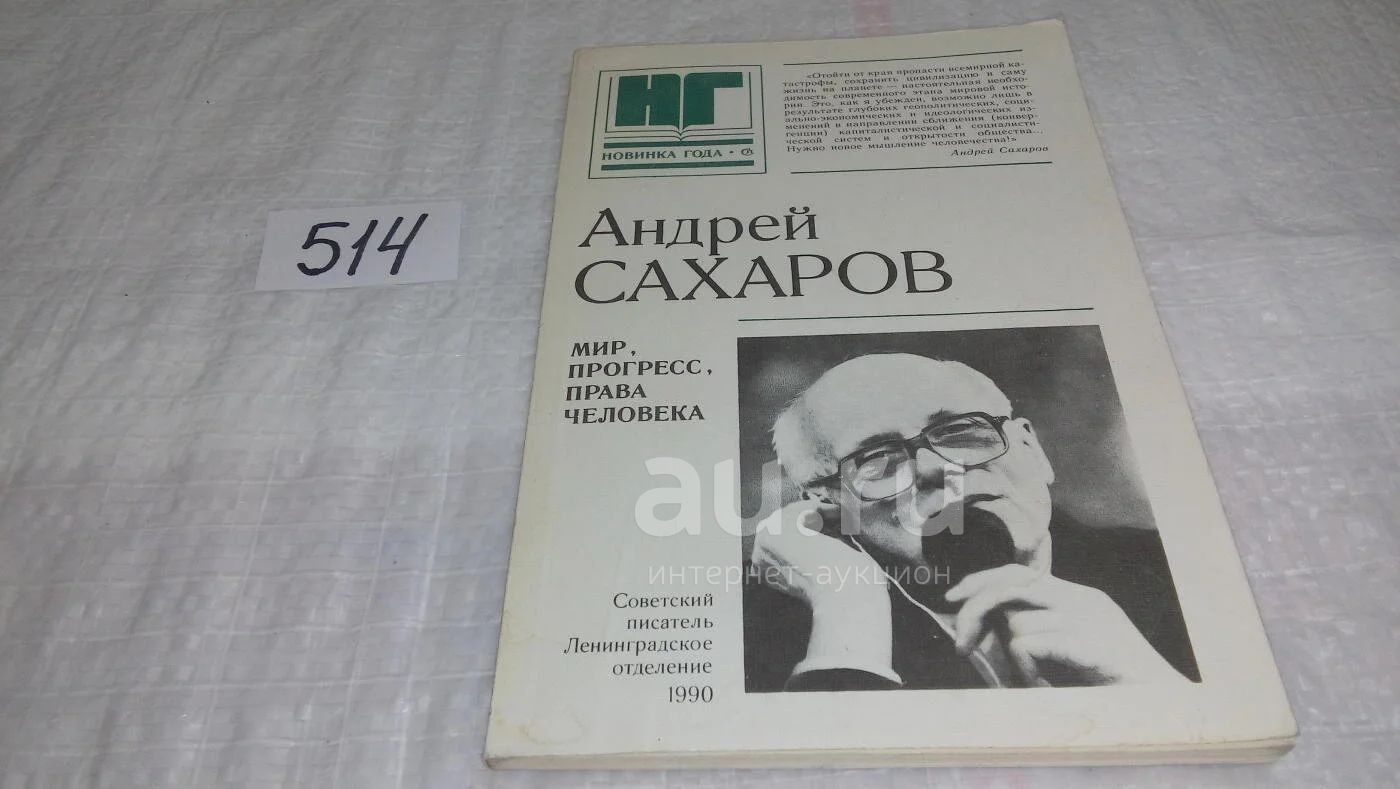 514
НГ
НОВИНКА ГОДА •
«Отойти от края пропасти всемирной ка-
тастрофы, сохранить цивилизацию и саму
жизнь на планете — настоятельная необхо-
димость современного этапа мировой исто-
рии. Это, как я убежден, возможно лишь в
результате глубоких геополитических, соци-
ально-экономических и идеологических из-
менений в направлении сближения (конвер-
генции) капиталистической и социалисти-
ческой систем и открытости общества...
Нужно новое мышление человечества!»
Андрей Сахаров
Андрей
САХАРОВ
МИР,
ПРОГРЕСС,
ПРАВА
ЧЕЛОВЕКА
au.ru
интернет-аукцион
Советский
писатель
Ленинградское
отделение
1990